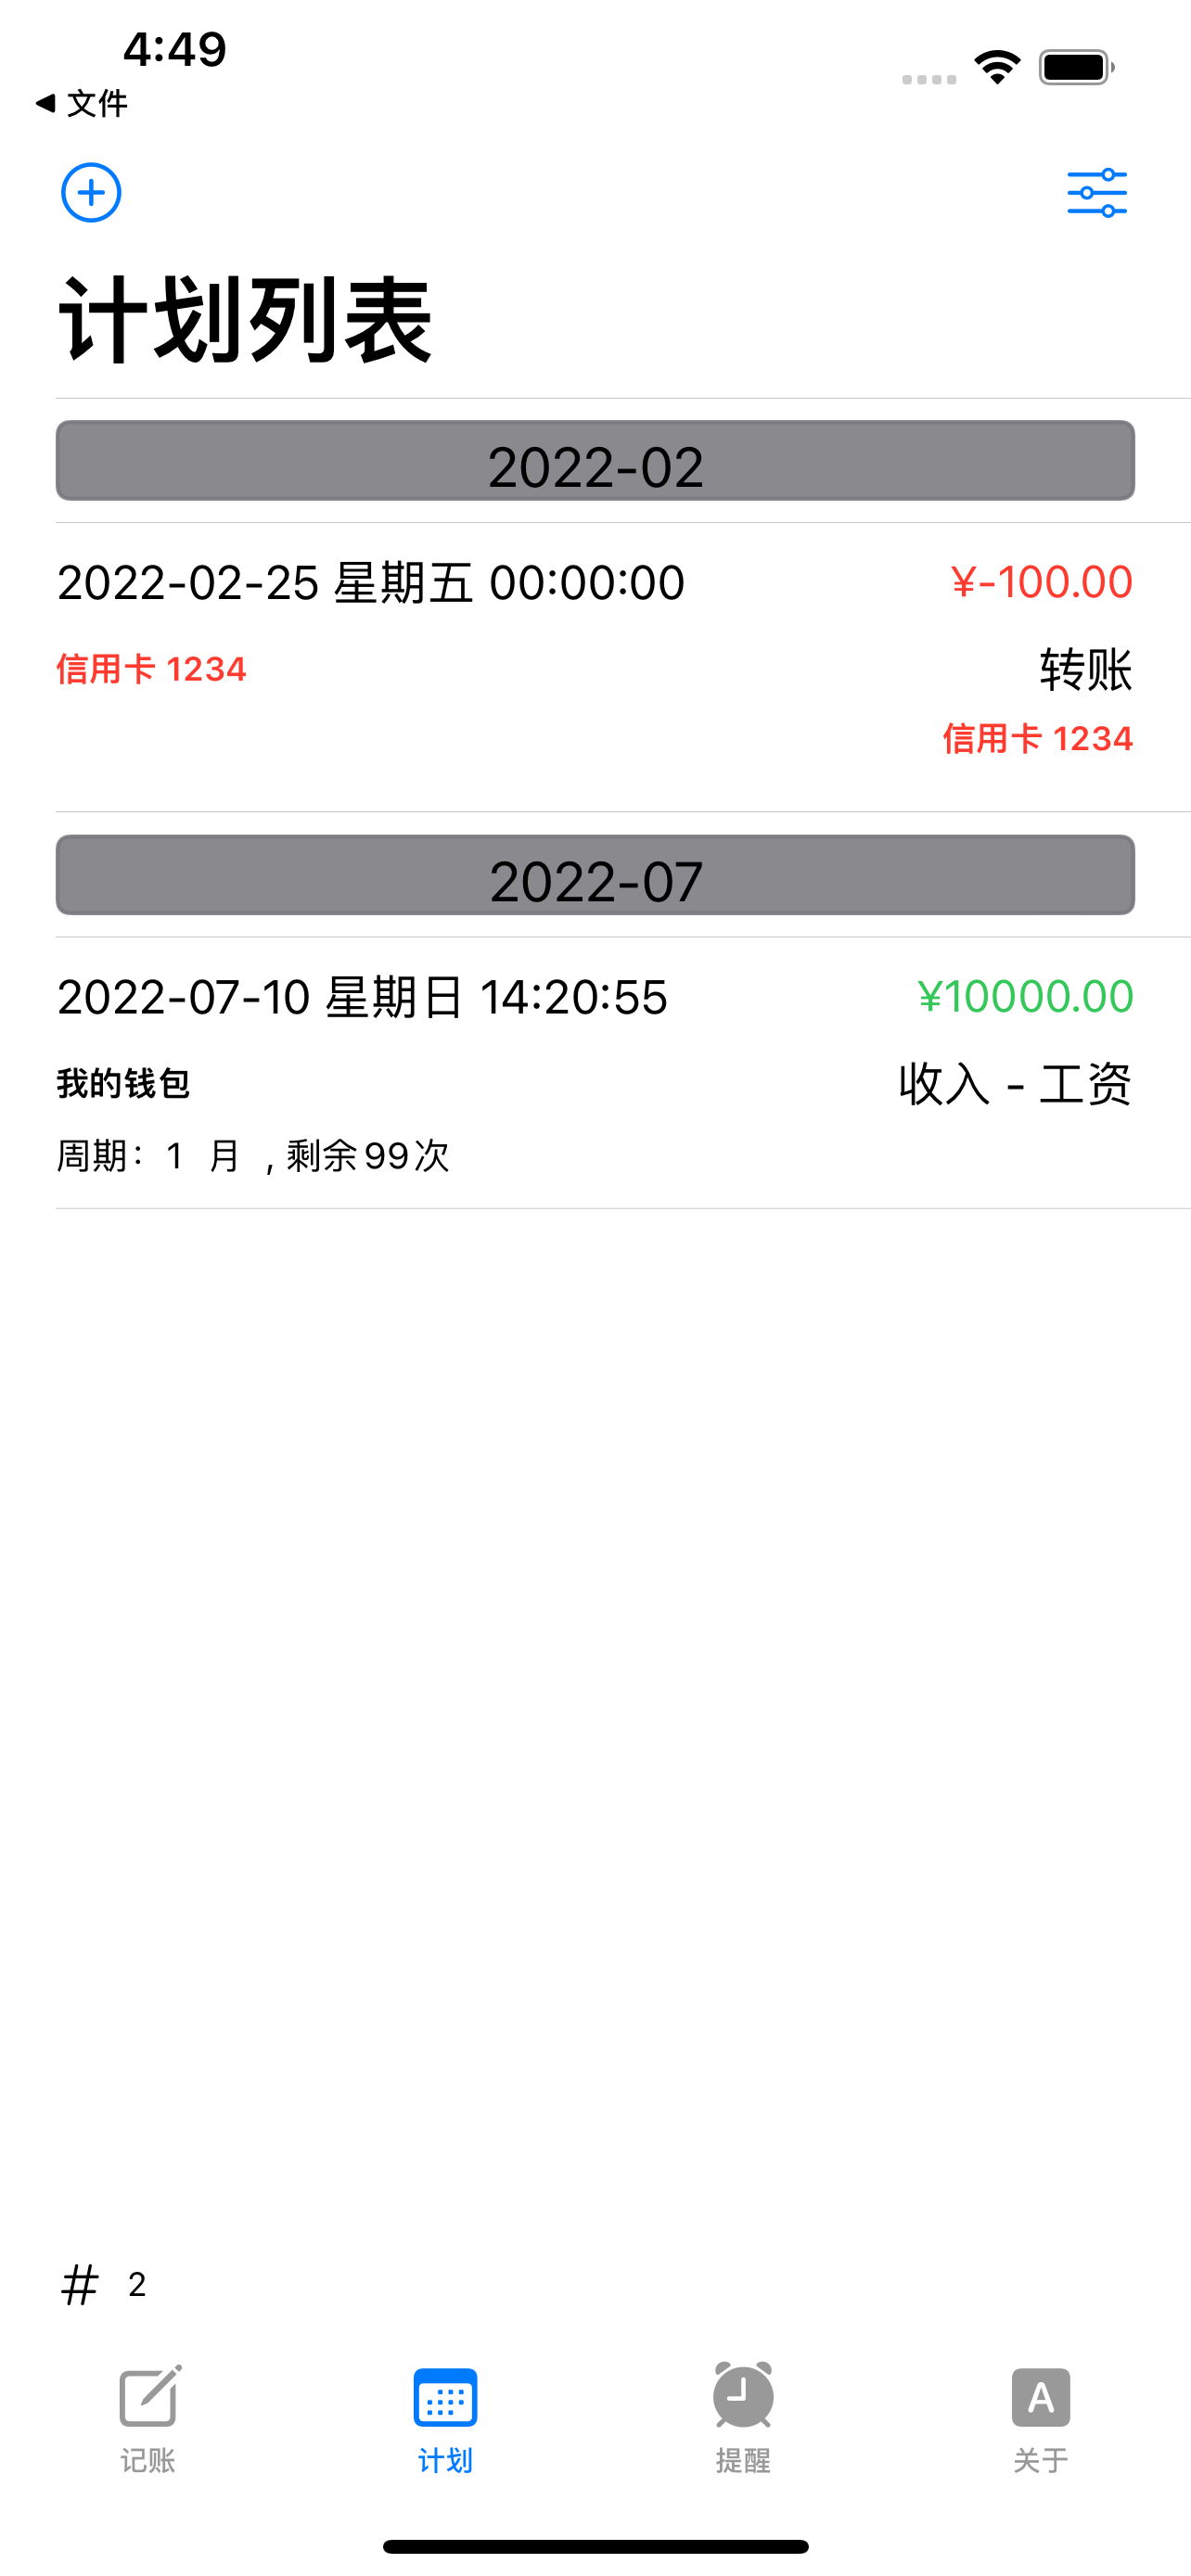 4:49
文件
计划列表
2022-02
2022-02-25 星期五 00:00:00 ¥-100.00
信用卡 1234 转账
信用卡 1234
2022-07
2022-07-10 星期日 14:20:55 ¥10000.00
我的钱包 收入 - 工资
周期：1 月 ，剩余99次
# 2
记账 计划 提醒 关于